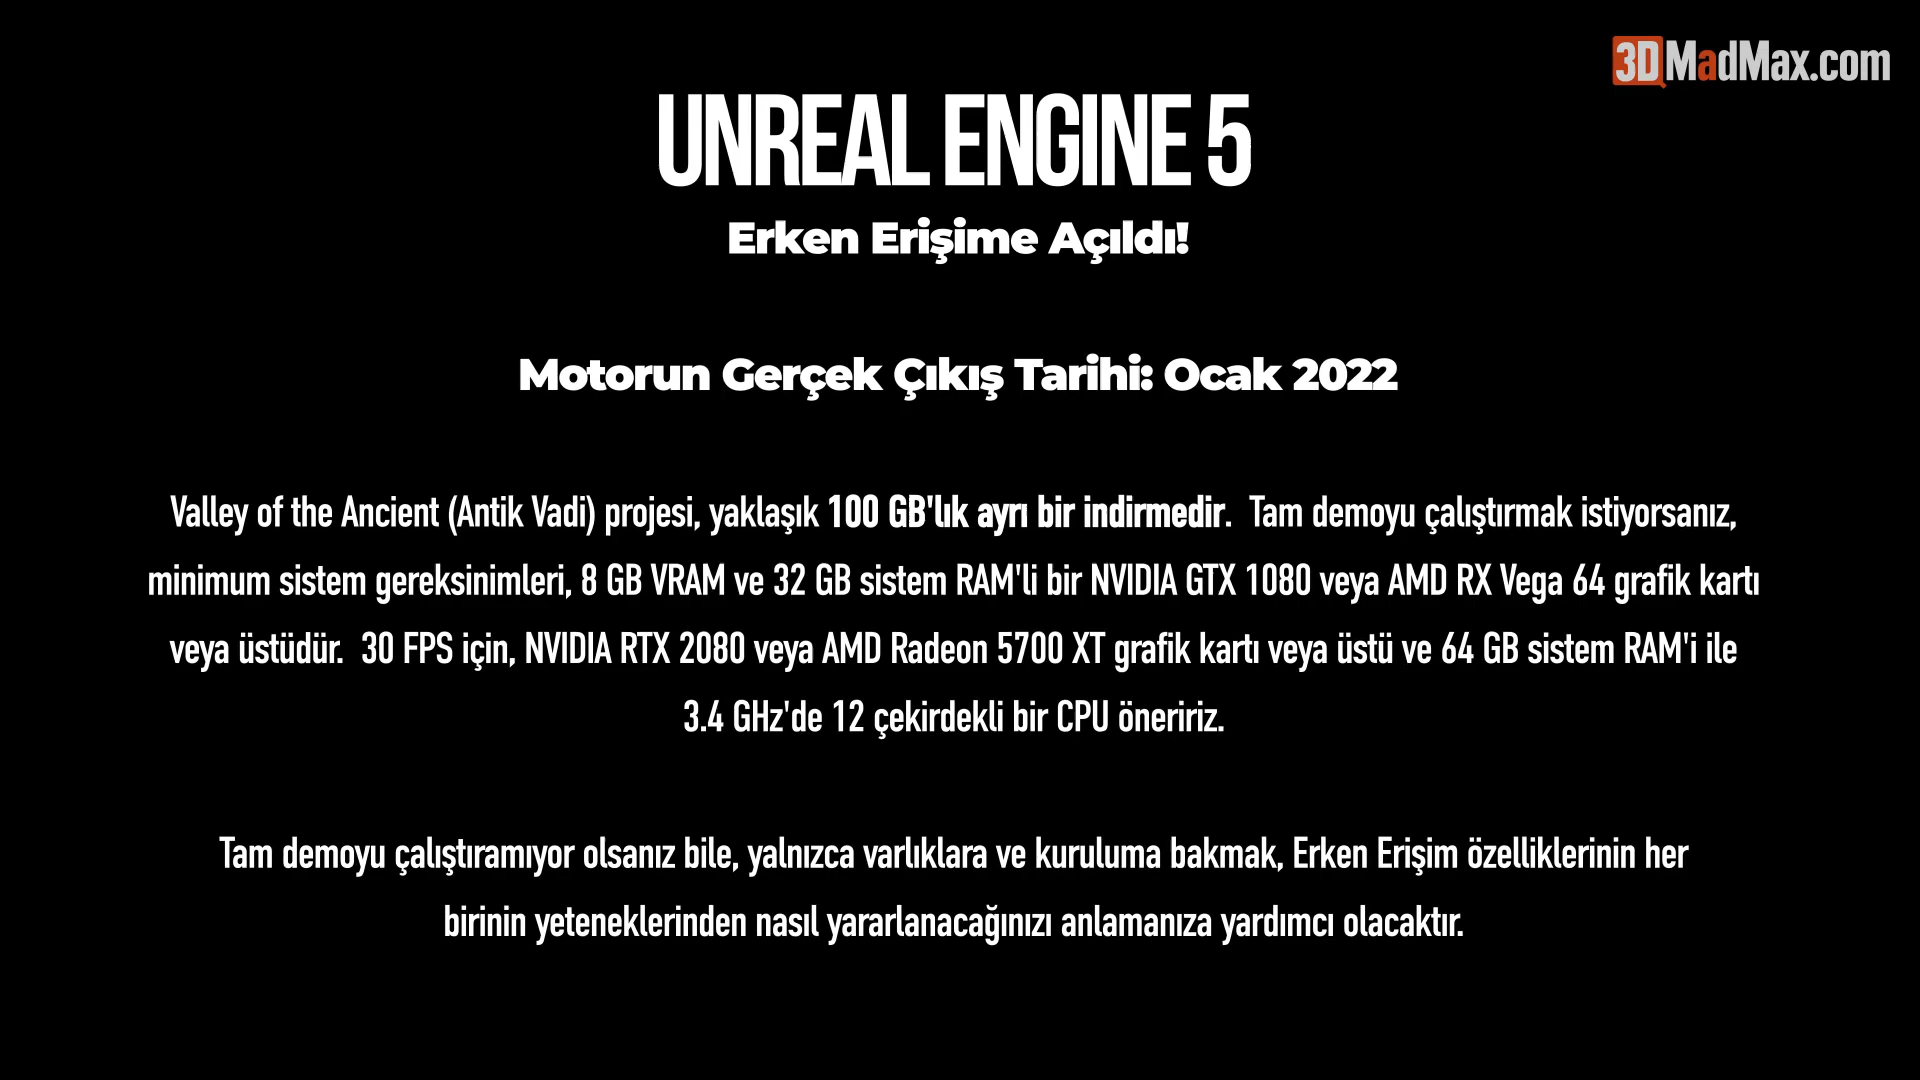 3DMadMax.com
UNREAL ENGINE 5
Erken Erişime Açıldı!
Motorun Gerçek Çıkış Tarihi: Ocak 2022
Valley of the Ancient (Antik Vadi) projesi, yaklaşık 100 GB'lık ayrı bir indirmedir. Tam demoyu çalıştırmak istiyorsanız,
minimum sistem gereksinimleri, 8 GB VRAM ve 32 GB sistem RAM'li bir NVIDIA GTX 1080 veya AMD RX Vega 64 grafik kartı
veya üstüdür. 30 FPS için, NVIDIA RTX 2080 veya AMD Radeon 5700 XT grafik kartı veya üstü ve 64 GB sistem RAM'i ile
3.4 GHz'de 12 çekirdekli bir CPU öneririz.
Tam demoyu çalıştıramıyor olsanız bile, yalnızca varlıklara ve kuruluma bakmak, Erken Erişim özelliklerinin her
birinin yeteneklerinden nasıl yararlanacağınızı anlamanıza yardımcı olacaktır.